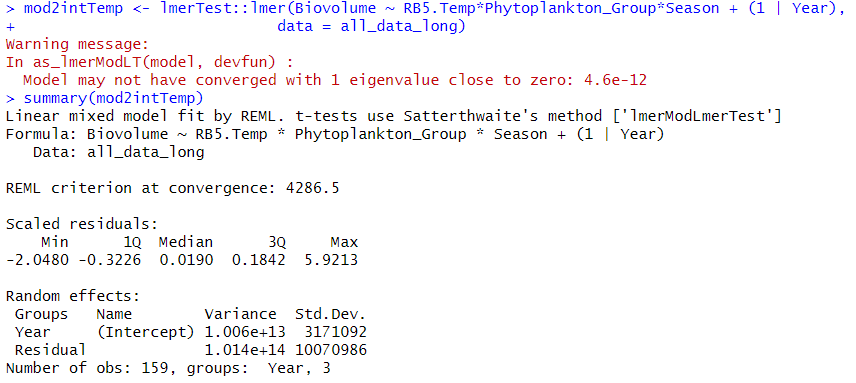 > mod2intTemp <- lmerTest::lmer(Biovolume ~ RB5.Temp*Phytoplankton_Group*Season + (1 | Year),
+                               data = all_data_long)
Warning message:
In as_lmerModLT(model, devfun) :
  Model may not have converged with 1 eigenvalue close to zero: 4.6e-12
> summary(mod2intTemp)
Linear mixed model fit by REML. t-tests use Satterthwaite's method ['lmerModLmerTest']
Formula: Biovolume ~ RB5.Temp * Phytoplankton_Group * Season + (1 | Year)
   Data: all_data_long

REML criterion at convergence: 4286.5

Scaled residuals:
    Min      1Q  Median      3Q     Max
-2.0480 -0.3226  0.0190  0.1842  5.9213

Random effects:
 Groups   Name        Variance  Std.Dev.
 Year     (Intercept) 1.006e+13  3171092
 Residual             1.014e+14 10070986
Number of obs: 159, groups:  Year, 3